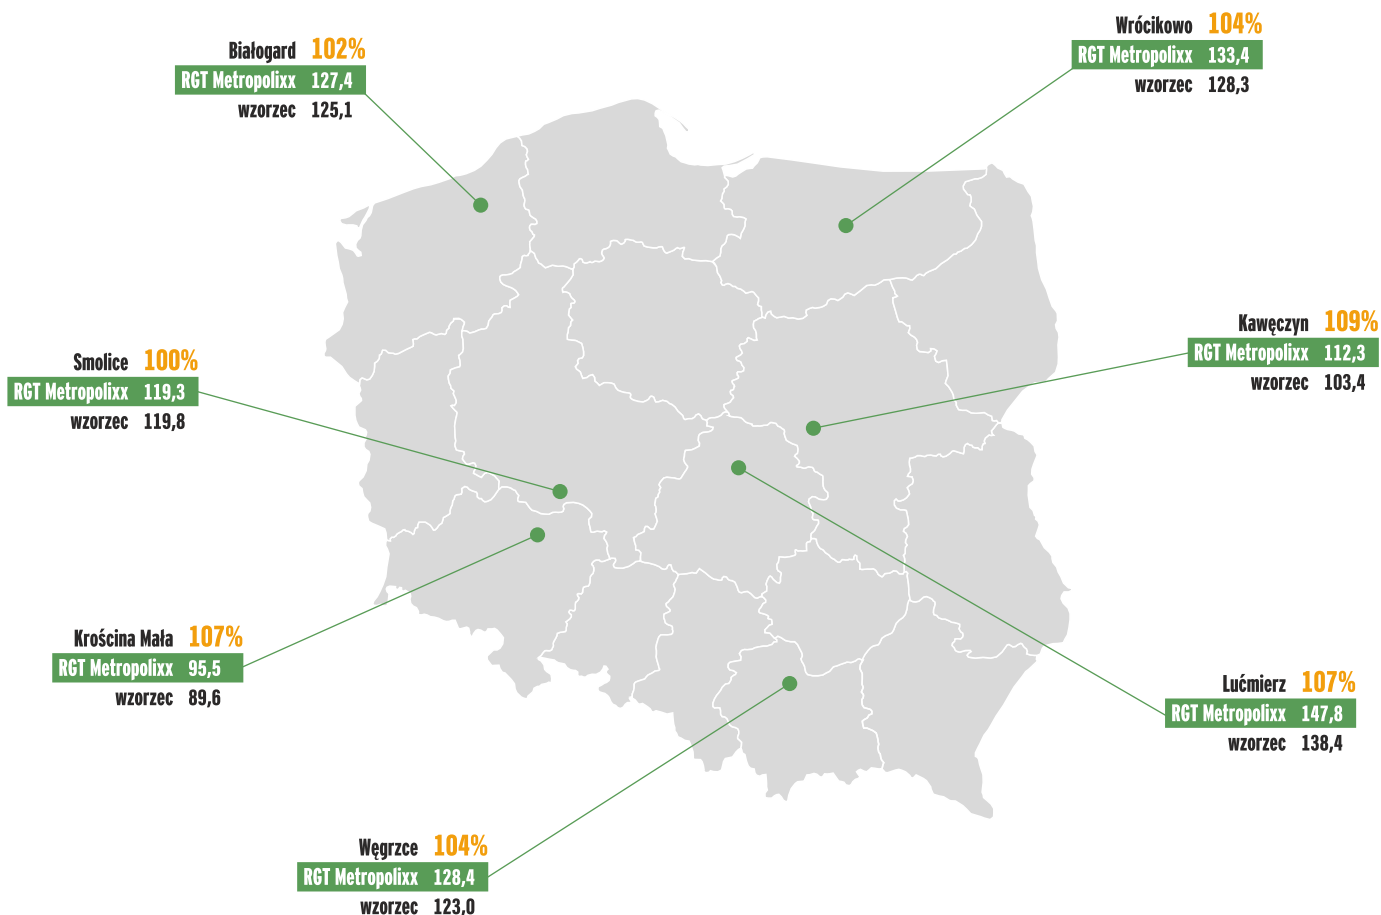 Wrócikowo 104%
RGT Metropolixx 133,4
wzorzec 128,3
Białogard 102%
RGT Metropolixx 127,4
wzorzec 125,1
Kawęczyn 109%
RGT Metropolixx 112,3
wzorzec 103,4
Smolice 100%
RGT Metropolixx 119,3
wzorzec 119,8
Krościna Mała 107%
RGT Metropolixx 95,5
wzorzec 89,6
Lućmierz 107%
RGT Metropolixx 147,8
wzorzec 138,4
Węgrzce 104%
RGT Metropolixx 128,4
wzorzec 123,0